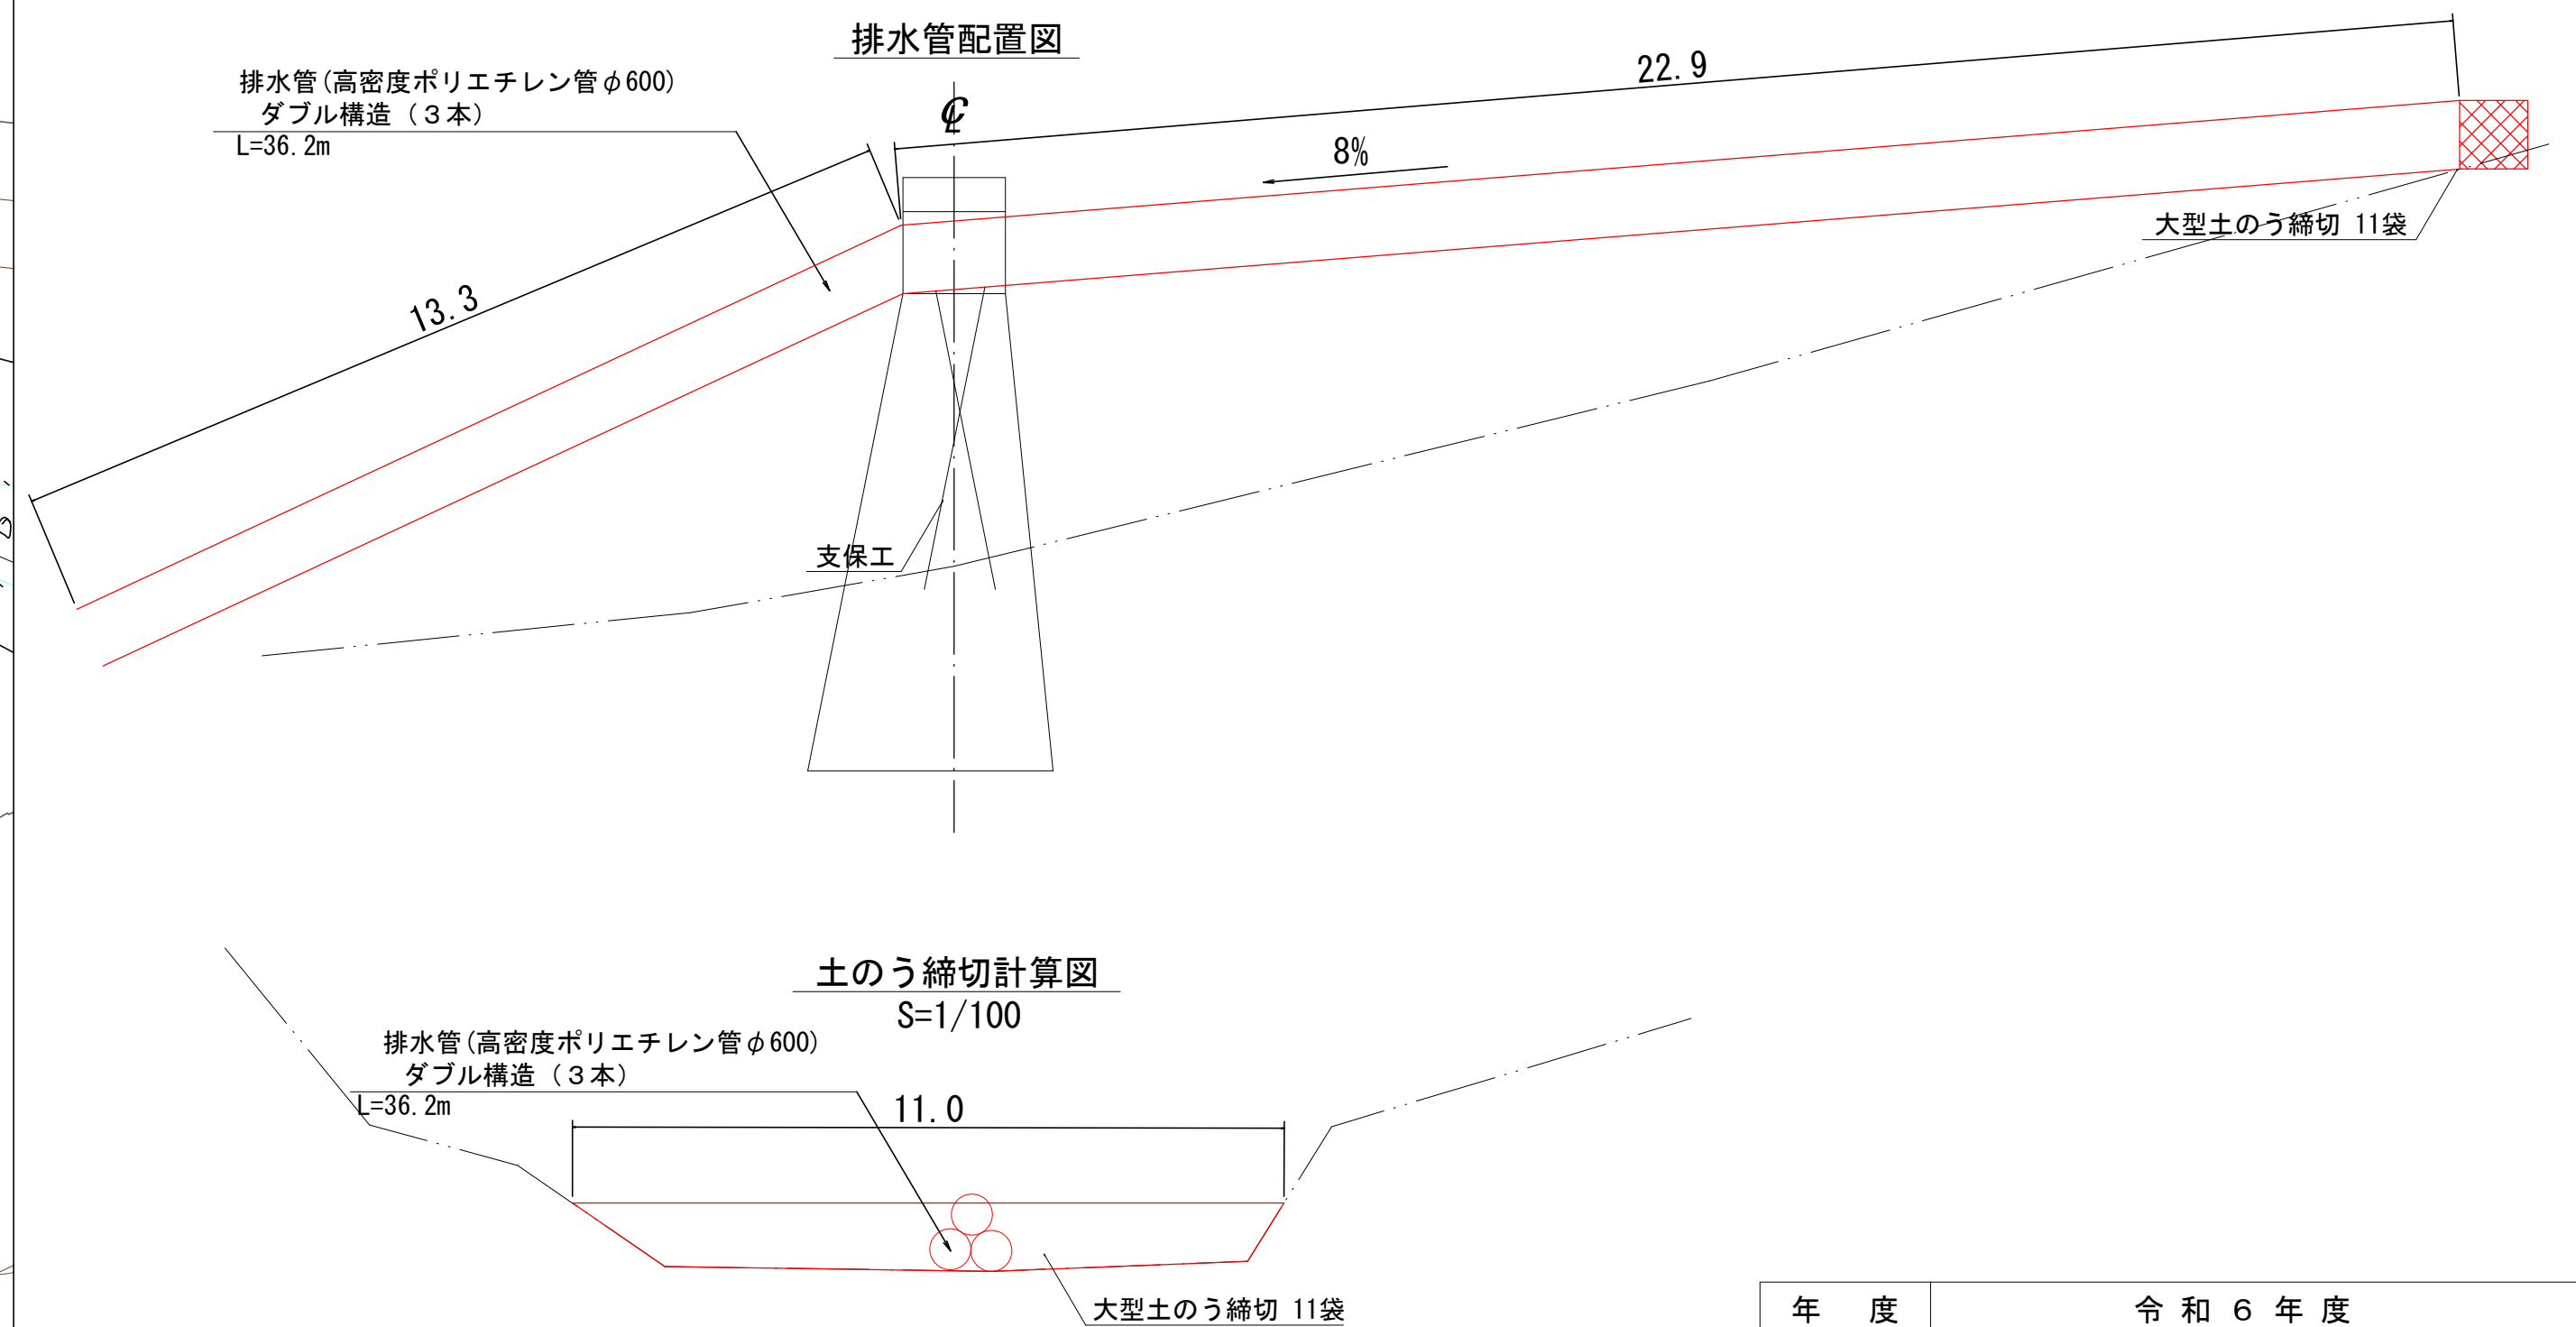 排水管配置図
排水管(高密度ポリエチレン管φ600)
ダブル構造（３本）
L=36.2m
℄
22.9
8%
13.3
大型土のう締切 11袋
支保工
土のう締切計算図
S=1/100
排水管(高密度ポリエチレン管φ600)
ダブル構造（３本）
L=36.2m
11.0
大型土のう締切 11袋
年 度 令 和 ６ 年 度